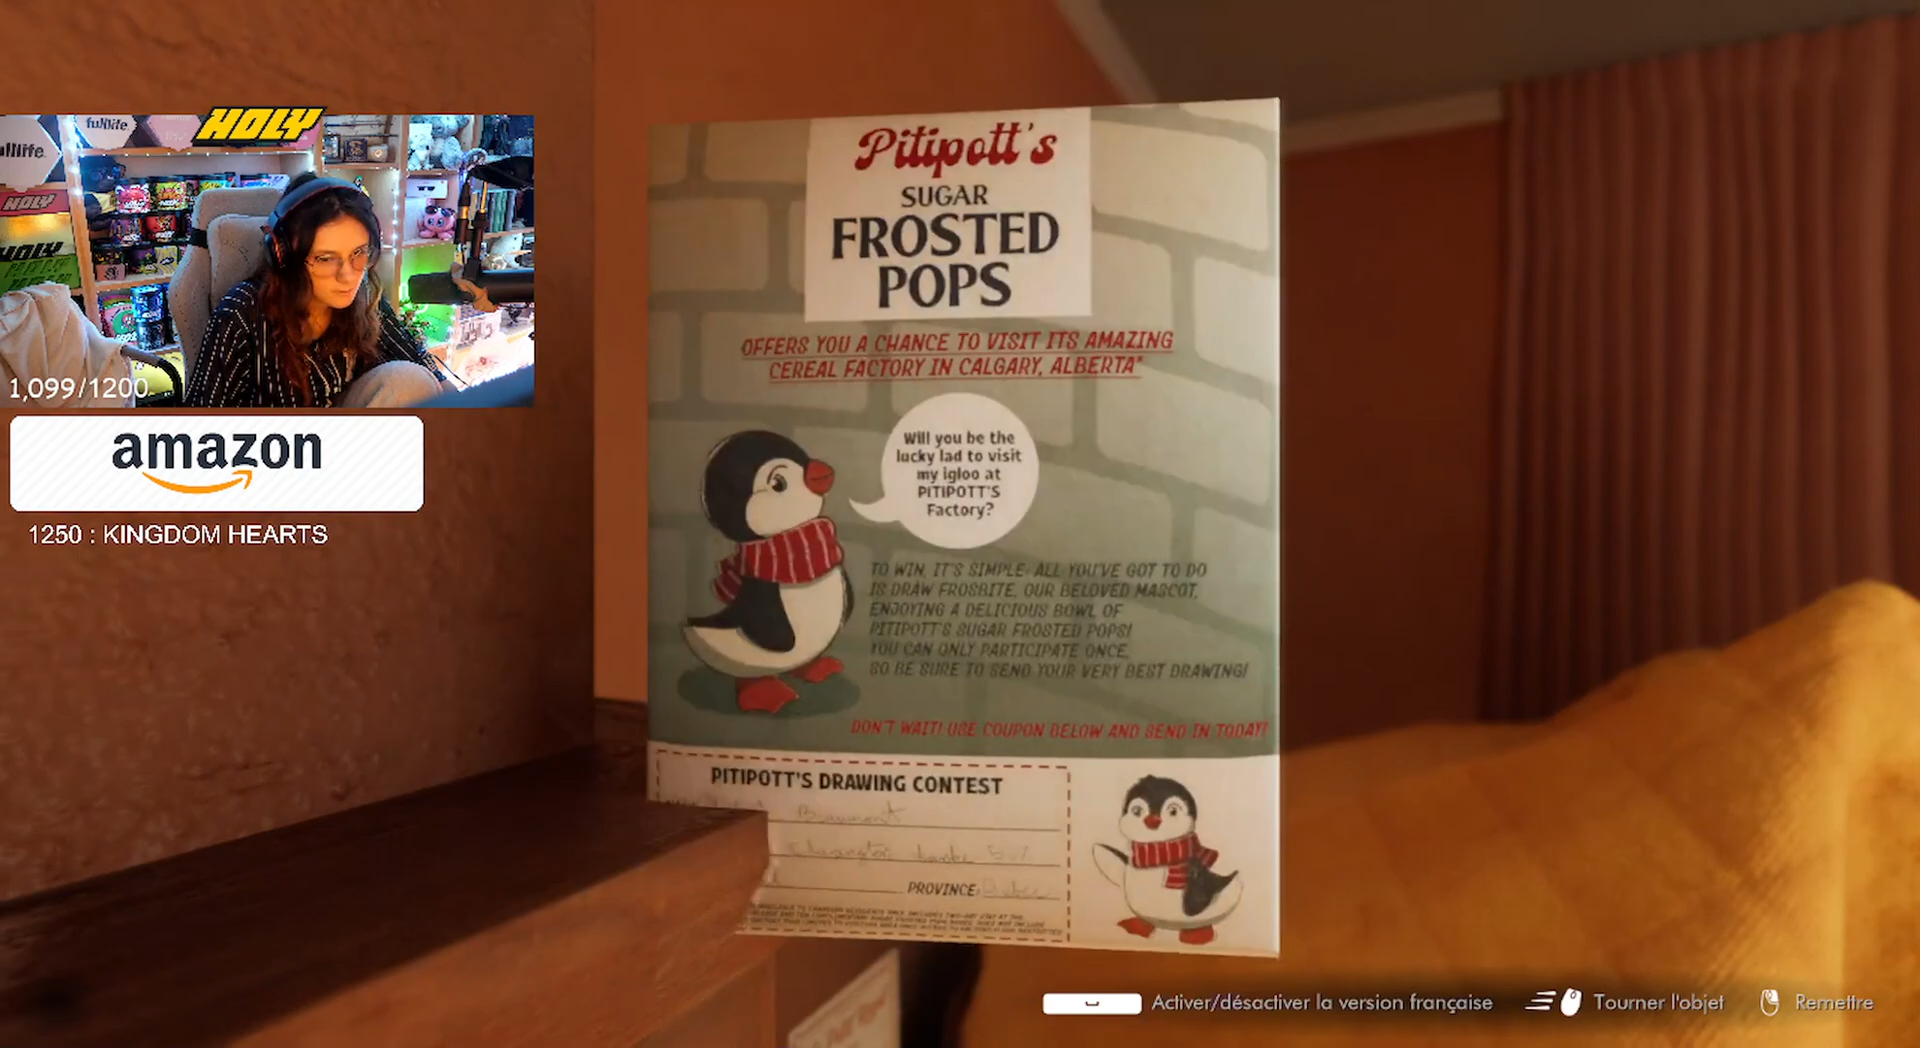 fulllife
ulllife.
HOLY
HOLY
HOLY
1,099/1200
amazon
1250 : KINGDOM HEARTS
Pitipott's
SUGAR
FROSTED
POPS
OFFERS YOU A CHANCE TO VISIT ITS AMAZING
CEREAL FACTORY IN CALGARY, ALBERTA*
Will you be the
lucky lad to visit
my igloo at
PITIPOTT'S
Factory?
TO WIN, IT'S SIMPLE: ALL YOU'VE GOT TO DO
IS DRAW FROSBITE, OUR BELOVED MASCOT,
ENJOYING A DELICIOUS BOWL OF
PITIPOTT'S SUGAR FROSTED POPS!
YOU CAN ONLY PARTICIPATE ONCE,
SO BE SURE TO SEND YOUR VERY BEST DRAWING!
DON'T WAIT! USE COUPON BELOW AND SEND IN TODAY!
PITIPOTT'S DRAWING CONTEST
Beaumont
PROVINCE:
Activer/désactiver la version française
Tourner l'objet
Remettre